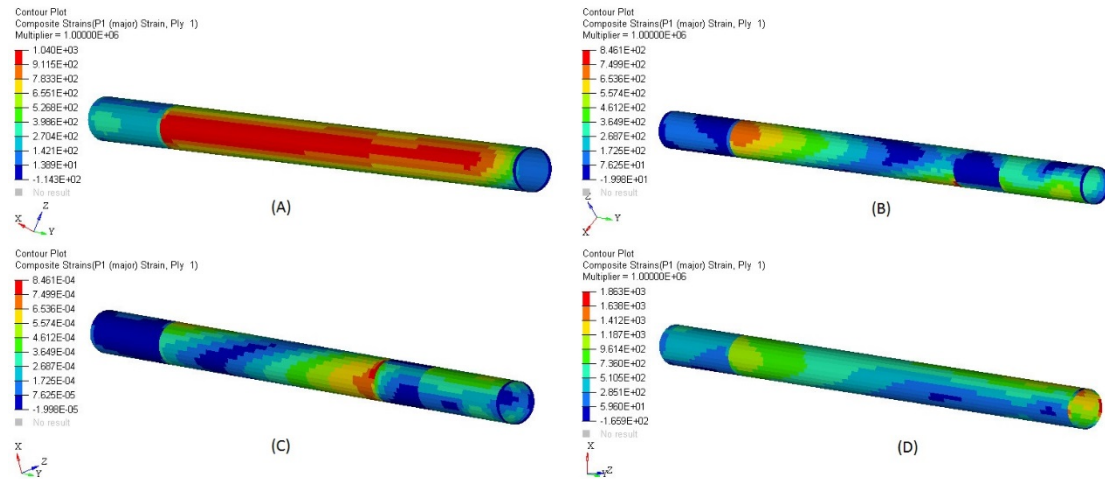 Contour Plot
Composite Strains(P1 (major) Strain, Ply 1)
Multiplier = 1.00000E+06
1.040E+03
9.115E+02
7.833E+02
6.551E+02
5.268E+02
3.986E+02
2.704E+02
1.421E+02
1.389E+01
-1.143E+02
No result
X
Z
Y
(A)
Contour Plot
Composite Strains(P1 (major) Strain, Ply 1)
Multiplier = 1.00000E+06
8.461E+02
7.499E+02
6.536E+02
5.574E+02
4.612E+02
3.649E+02
2.687E+02
1.725E+02
7.625E+01
-1.998E+01
No result
Z
Y
X
(B)
Contour Plot
Composite Strains(P1 (major) Strain, Ply 1)
8.461E-04
7.499E-04
6.536E-04
5.574E-04
4.612E-04
3.649E-04
2.687E-04
1.725E-04
7.625E-05
-1.998E-05
No result
X
Z
Y
(C)
Contour Plot
Composite Strains(P1 (major) Strain, Ply 1)
Multiplier = 1.00000E+06
1.863E+03
1.638E+03
1.412E+03
1.187E+03
9.614E+02
7.360E+02
5.105E+02
2.851E+02
5.960E+01
-1.659E+02
No result
X
Y
Z
(D)